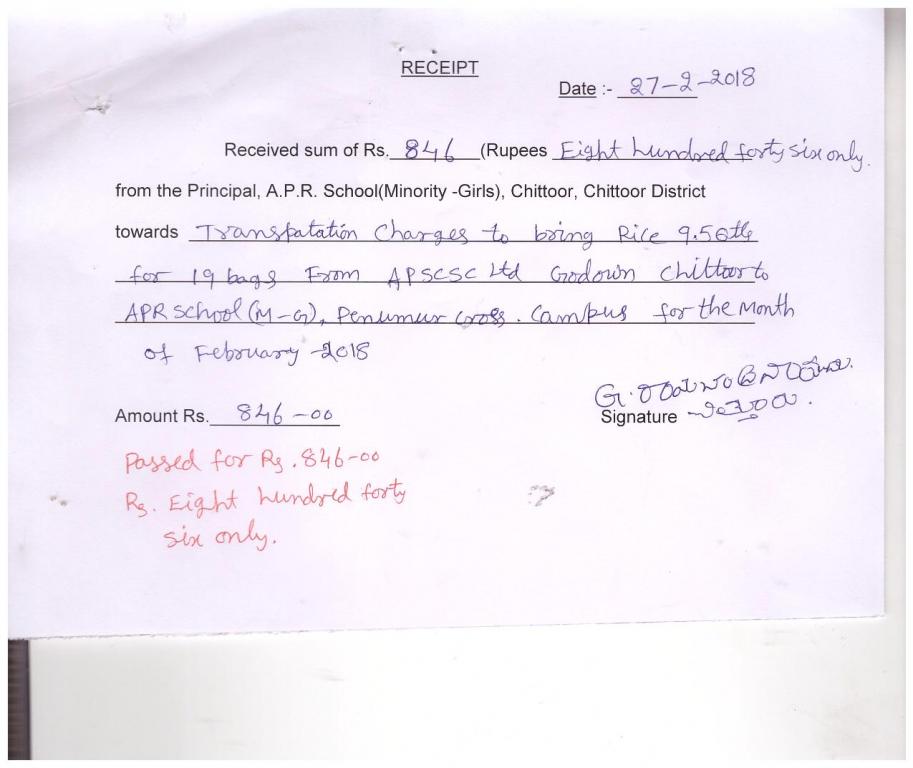 RECEIPT
Date :- 27-2-2018
Received sum of Rs. 846 (Rupees Eight hundred forty six only.
from the Principal, A.P.R. School(Minority -Girls), Chittoor, Chittoor District
towards Transpatation Charges to bring Rice 9.50
for 19 bags From APSCSC Ltd Godown Chittoor to
APR School (M-G), Penumur Cross. Campus for the Month
of February -2018
G.
Amount Rs. 846-00
Signature
Passed for Rs. 846-00
Rs. Eight hundred forty
six only.